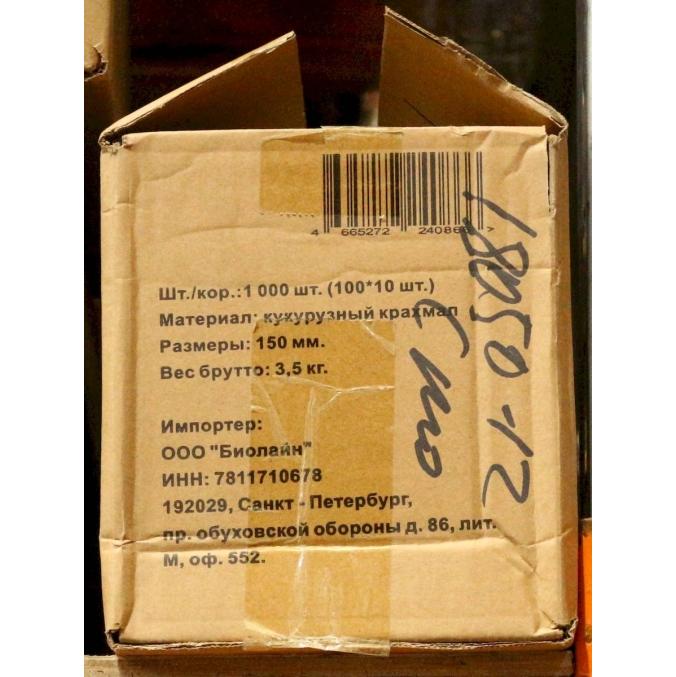 4 665272 240866 >
Шт./кор.:1 000 шт. (100*10 шт.)
Материал: кукурузный крахмал
Размеры: 150 мм.
Вес брутто: 3,5 кг.
Импортер:
ООО "Биолайн"
ИНН: 7811710678
192029, Санкт - Петербург,
пр. обуховской обороны д. 86, лит.
М, оф. 552.